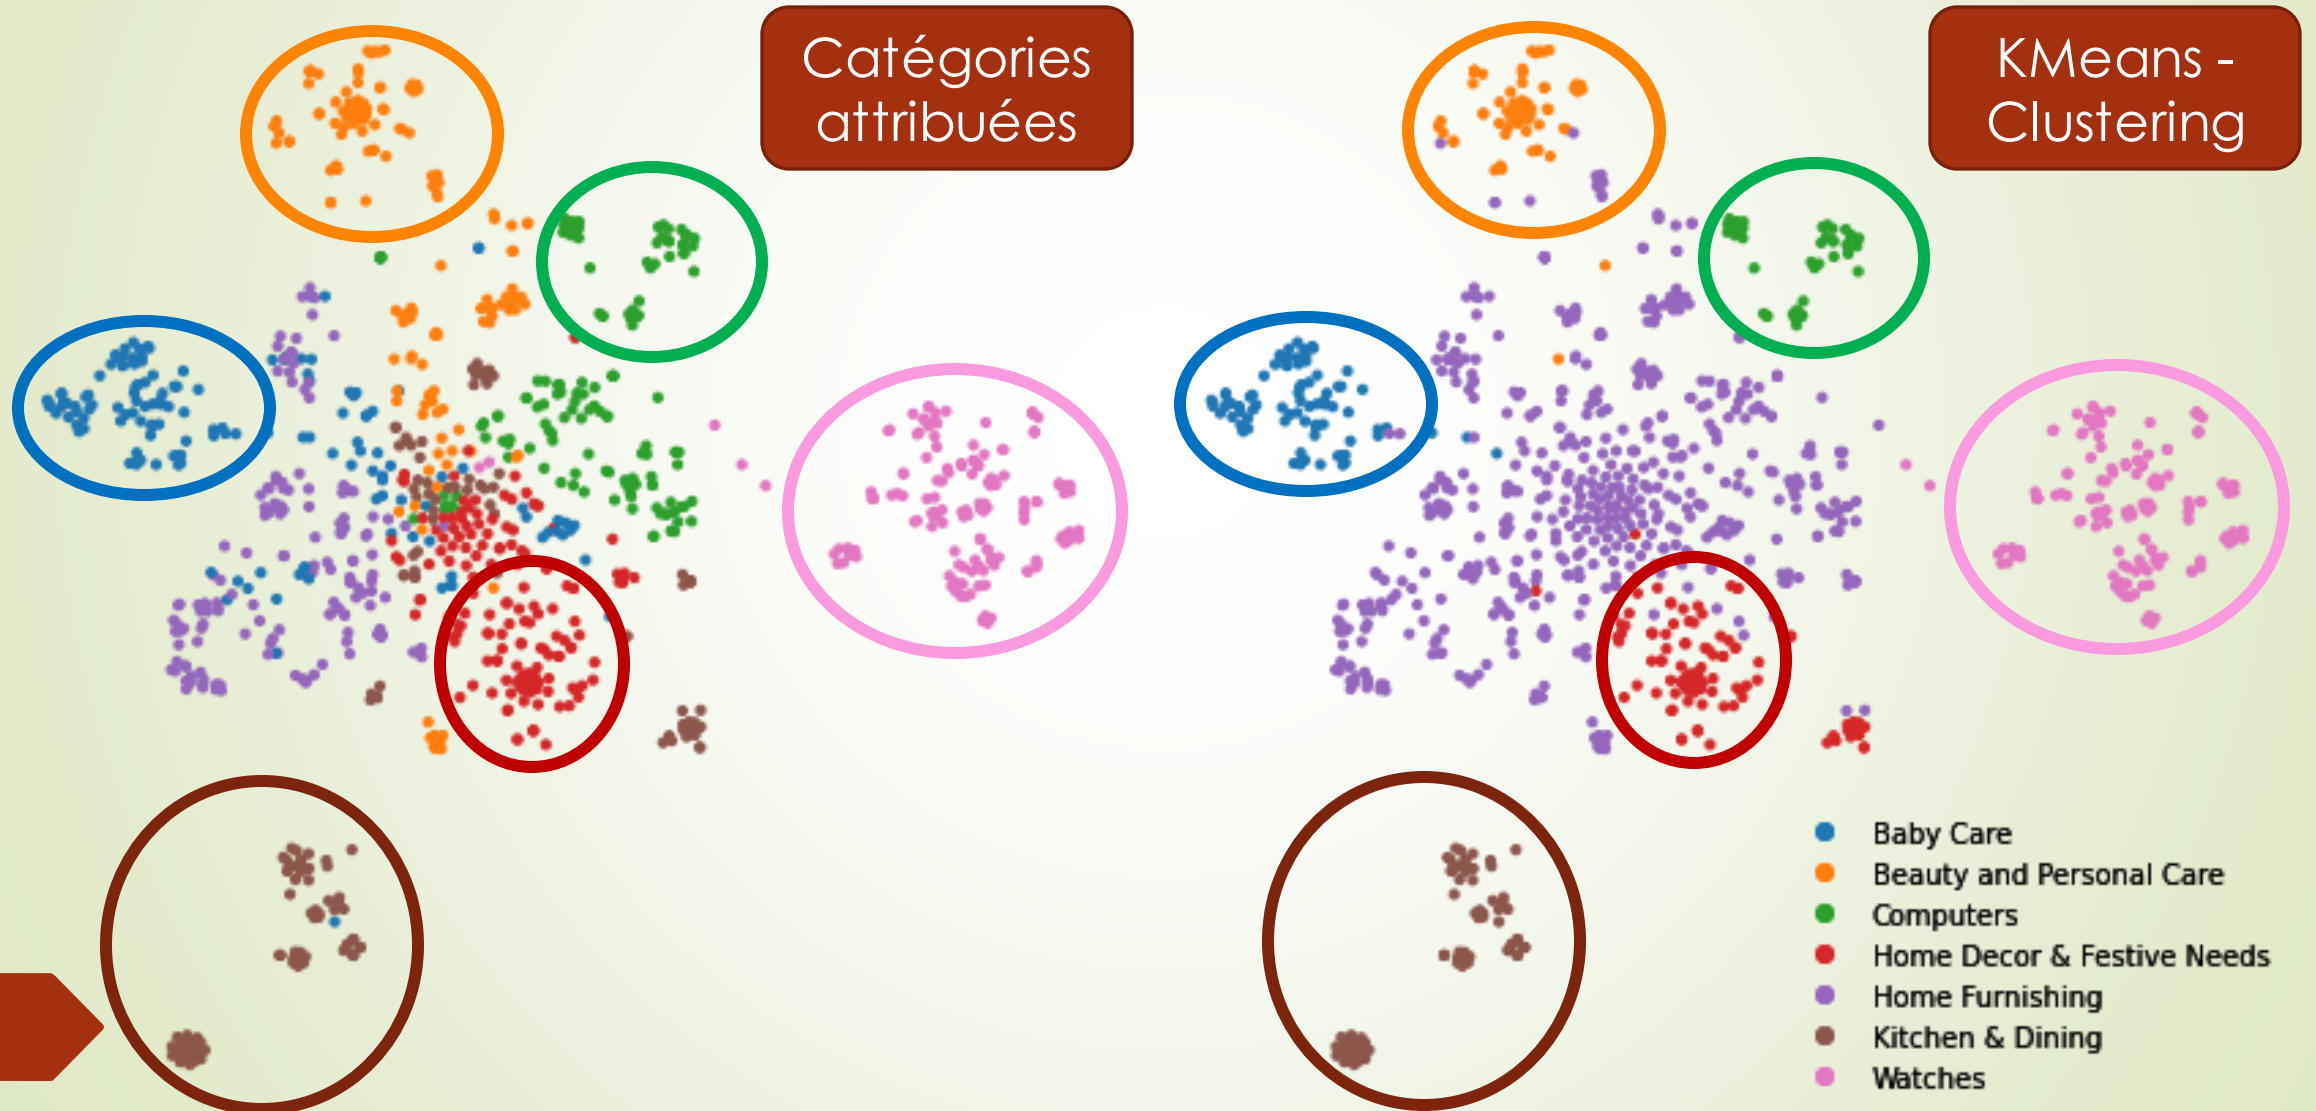 Catégories
attribuées
KMeans -
Clustering
Baby Care
Beauty and Personal Care
Computers
Home Decor & Festive Needs
Home Furnishing
Kitchen & Dining
Watches